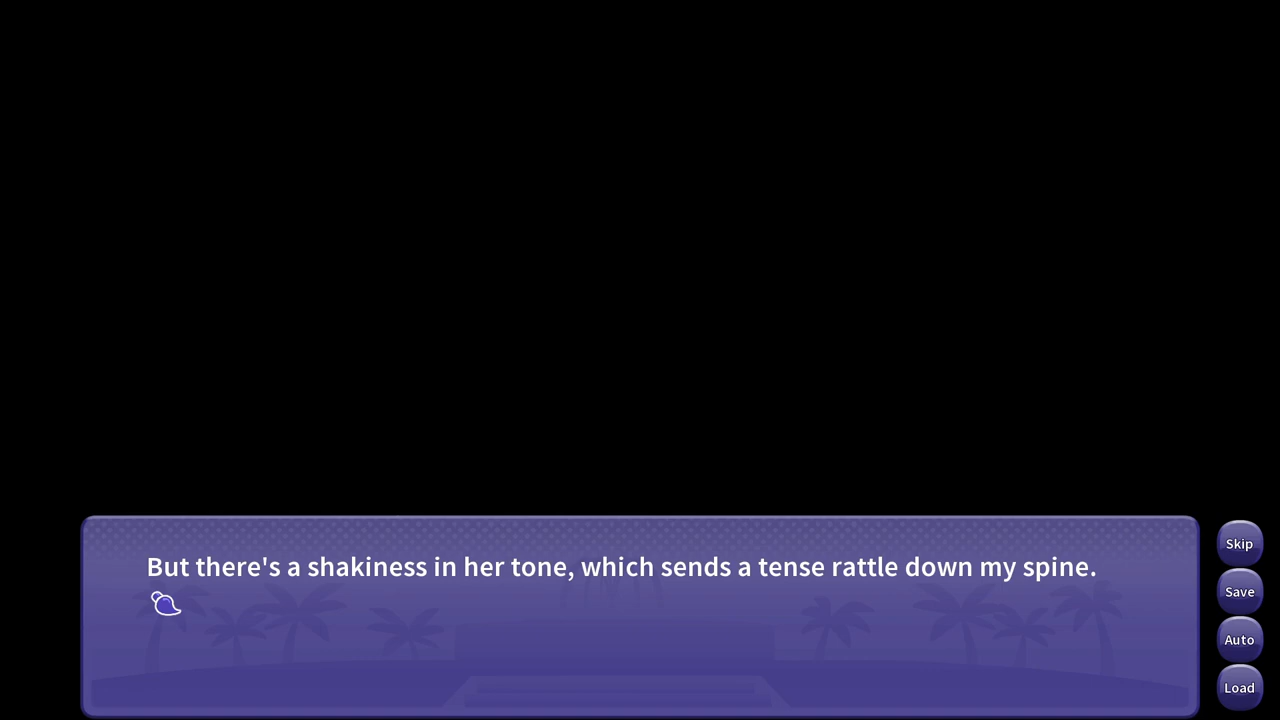 But there's a shakiness in her tone, which sends a tense rattle down my spine.
Skip
Save
Auto
Load